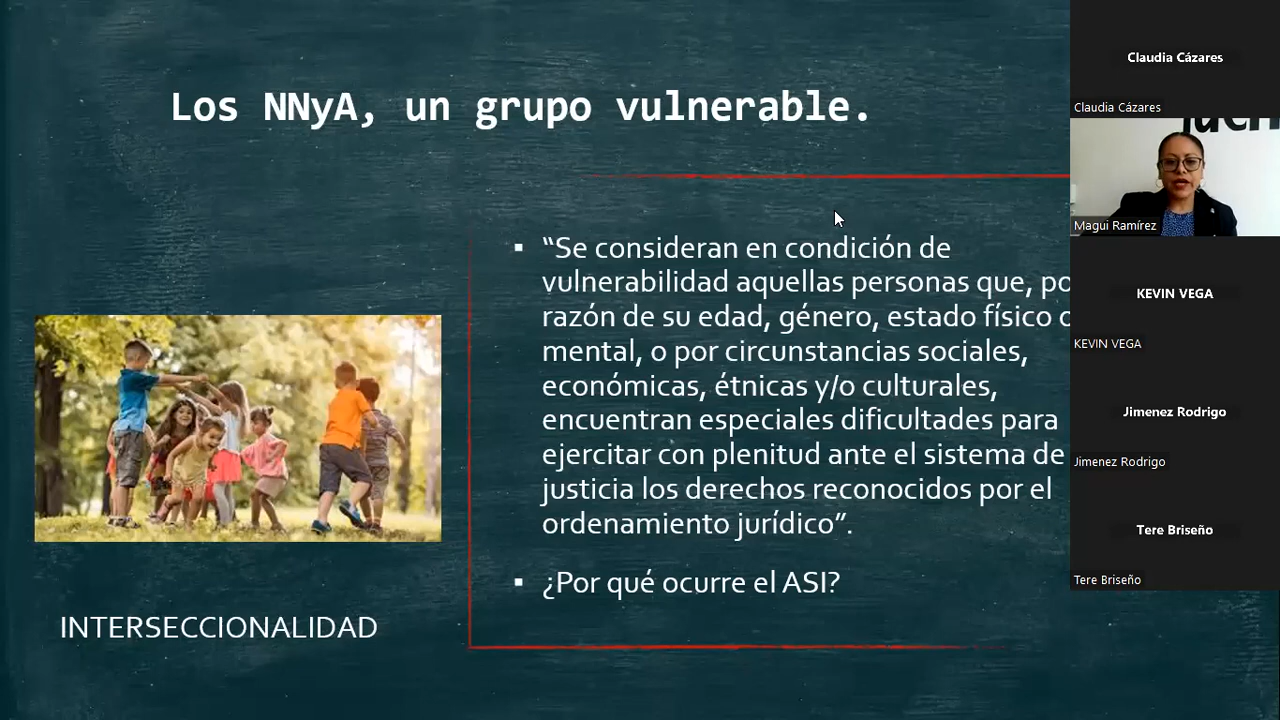 Los NNyA, un grupo vulnerable.
▪ “Se consideran en condición de
vulnerabilidad aquellas personas que, po
razón de su edad, género, estado físico o
mental, o por circunstancias sociales,
económicas, étnicas y/o culturales,
encuentran especiales dificultades para
ejercitar con plenitud ante el sistema de
justicia los derechos reconocidos por el
ordenamiento jurídico”.
▪ ¿Por qué ocurre el ASI?
INTERSECCIONALIDAD
Claudia Cázares
Claudia Cázares
Magui Ramírez
KEVIN VEGA
KEVIN VEGA
Jimenez Rodrigo
Jimenez Rodrigo
Tere Briseño
Tere Briseño